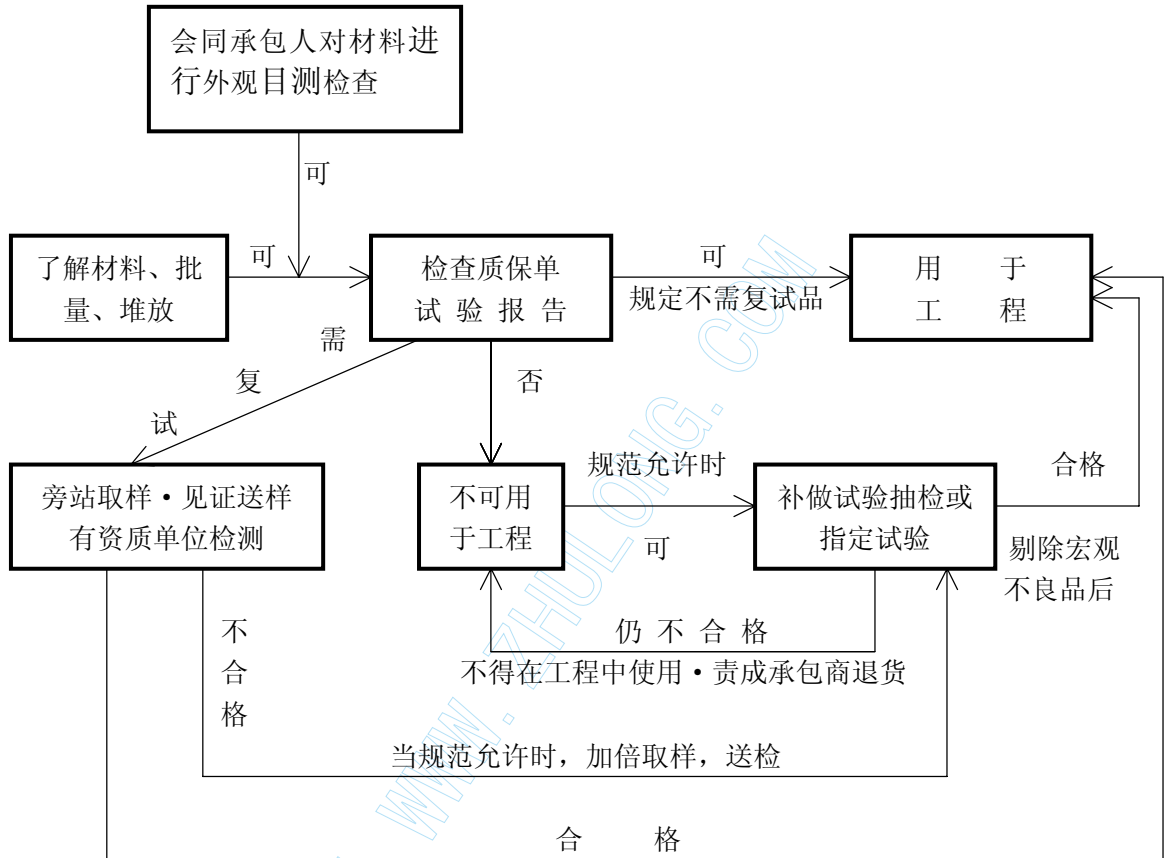 会同承包人对材料进
行外观目测检查
可
了解材料、批
量、堆放
可
检查质保单
试 验 报 告
可
规定不需复试品
用 于
工 程
需
复
试
否
旁站取样·见证送样
有资质单位检测
不可用
于工程
规范允许时
可
补做试验抽检或
指定试验
合格
剔除宏观
不良品后
不
合
格
仍 不 合 格
不得在工程中使用·责成承包商退货
当规范允许时，加倍取样，送检
合 格
WWW.ZHULONG.COM